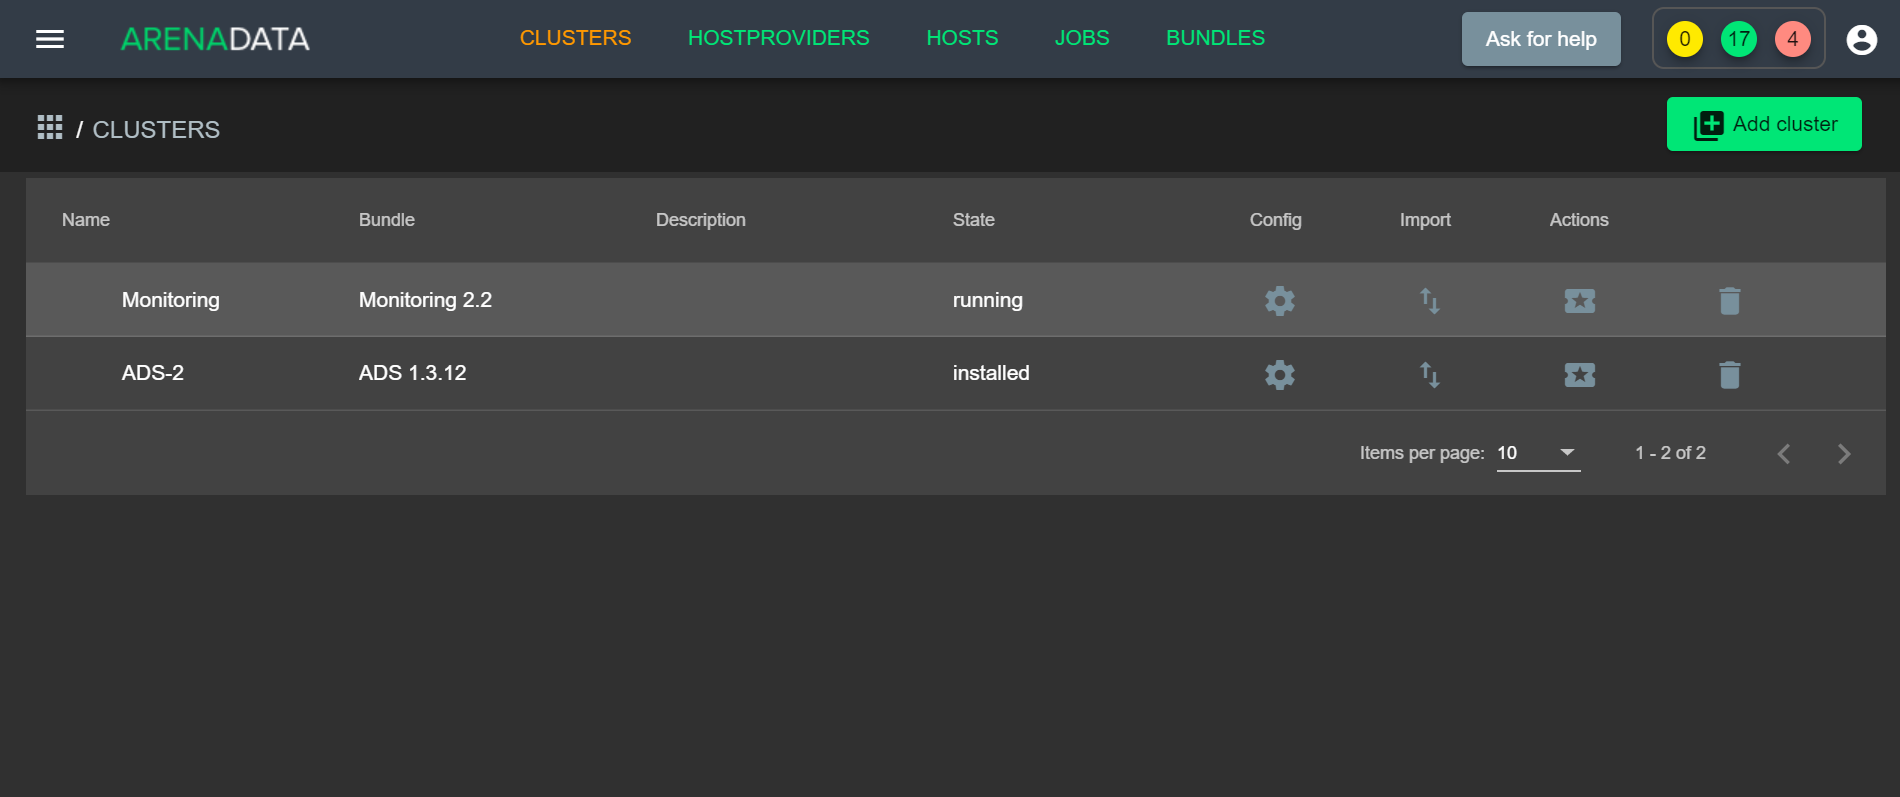 ARENADATA CLUSTERS HOSTPROVIDERS HOSTS JOBS BUNDLES Ask for help 0 17 4
/ CLUSTERS Add cluster
Name Bundle Description State Config Import Actions
Monitoring Monitoring 2.2 running
ADS-2 ADS 1.3.12 installed
Items per page: 10 1 - 2 of 2